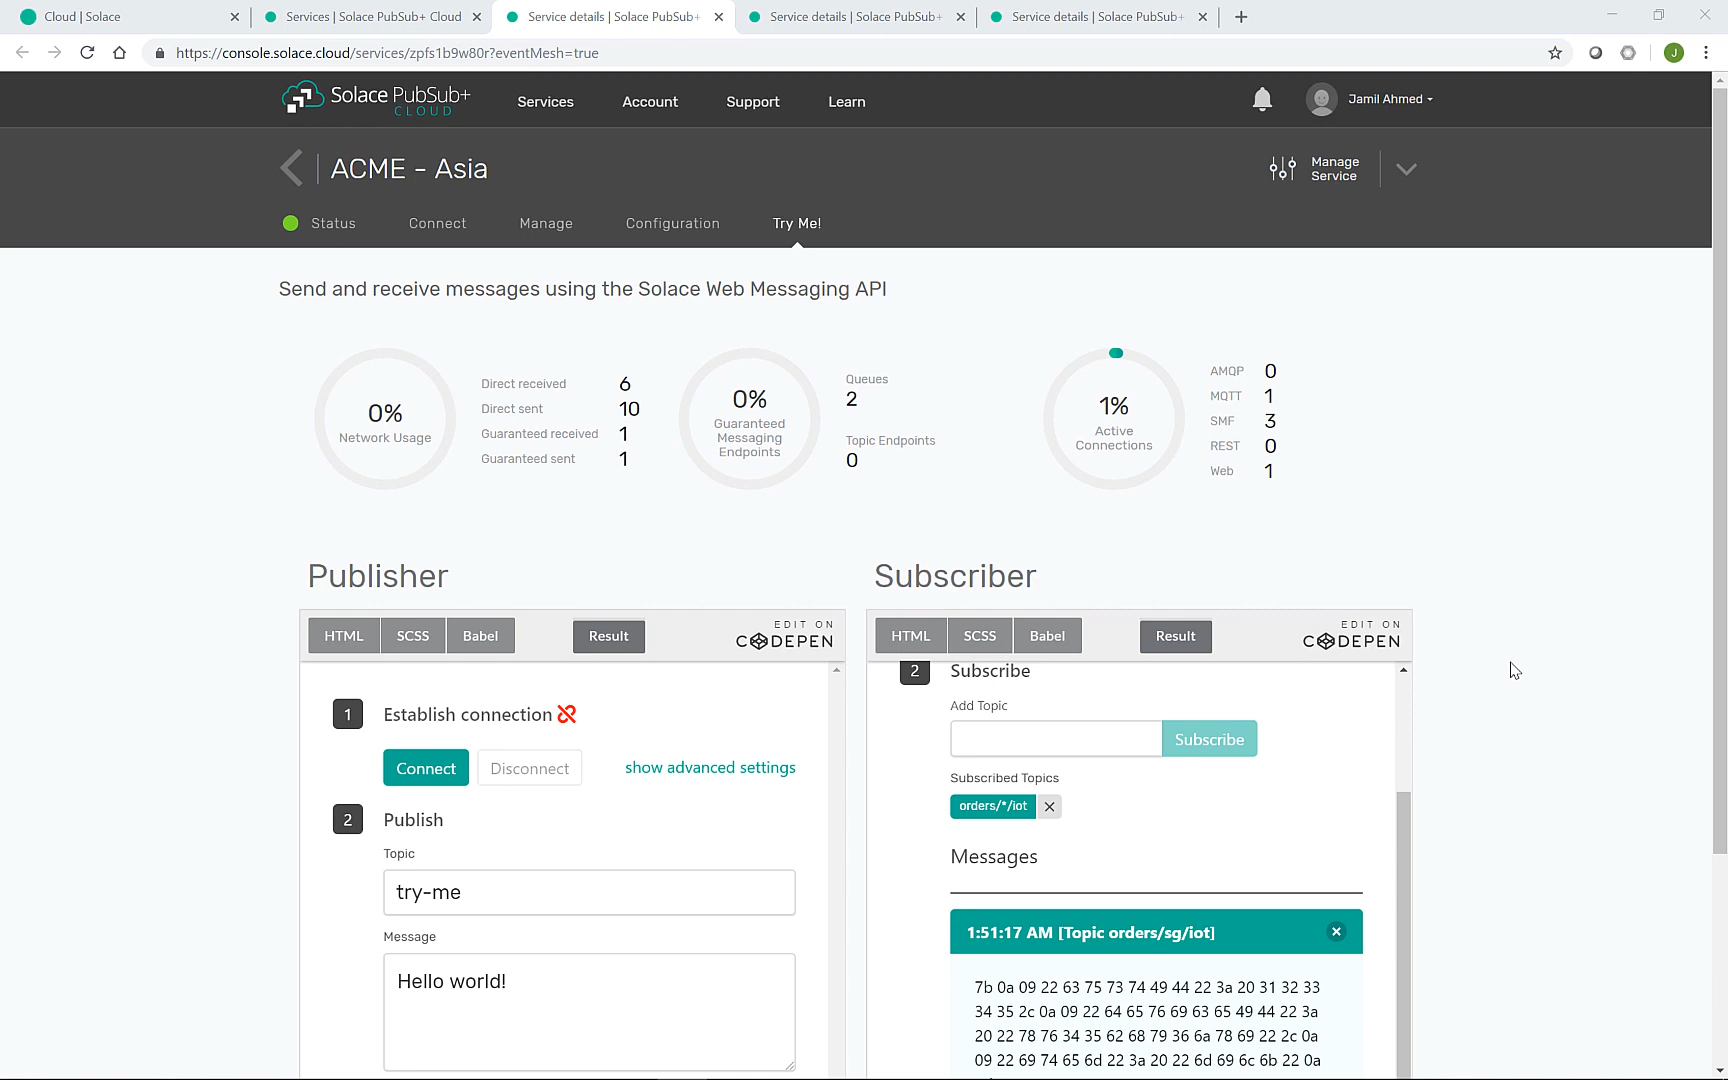 Cloud | Solace
Services | Solace PubSub+ Cloud
Service details | Solace PubSub+
Service details | Solace PubSub+
Service details | Solace PubSub+
https://console.solace.cloud/services/zpfs1b9w80r?eventMesh=true
J
Solace PubSub+
CLOUD
Services
Account
Support
Learn
Jamil Ahmed
ACME - Asia
Manage
Service
Status
Connect
Manage
Configuration
Try Me!
Send and receive messages using the Solace Web Messaging API
0%
Network Usage
Direct received 6
Direct sent 10
Guaranteed received 1
Guaranteed sent 1
0%
Guaranteed
Messaging
Endpoints
Queues
2
Topic Endpoints
0
1%
Active
Connections
AMQP 0
MQTT 1
SMF 3
REST 0
Web 1
Publisher
HTML
SCSS
Babel
Result
EDIT ON
CODEPEN
1
Establish connection
Connect
Disconnect
show advanced settings
2
Publish
Topic
try-me
Message
Hello world!
Subscriber
HTML
SCSS
Babel
Result
EDIT ON
CODEPEN
2
Subscribe
Add Topic
Subscribe
Subscribed Topics
orders/*/iot
Messages
1:51:17 AM [Topic orders/sg/iot]
7b 0a 09 22 63 75 73 74 49 44 22 3a 20 31 32 33
34 35 2c 0a 09 22 64 65 76 69 63 65 49 44 22 3a
20 22 78 76 34 35 62 68 79 36 6a 78 69 22 2c 0a
09 22 69 74 65 6d 22 3a 20 22 6d 69 6c 6b 22 0a